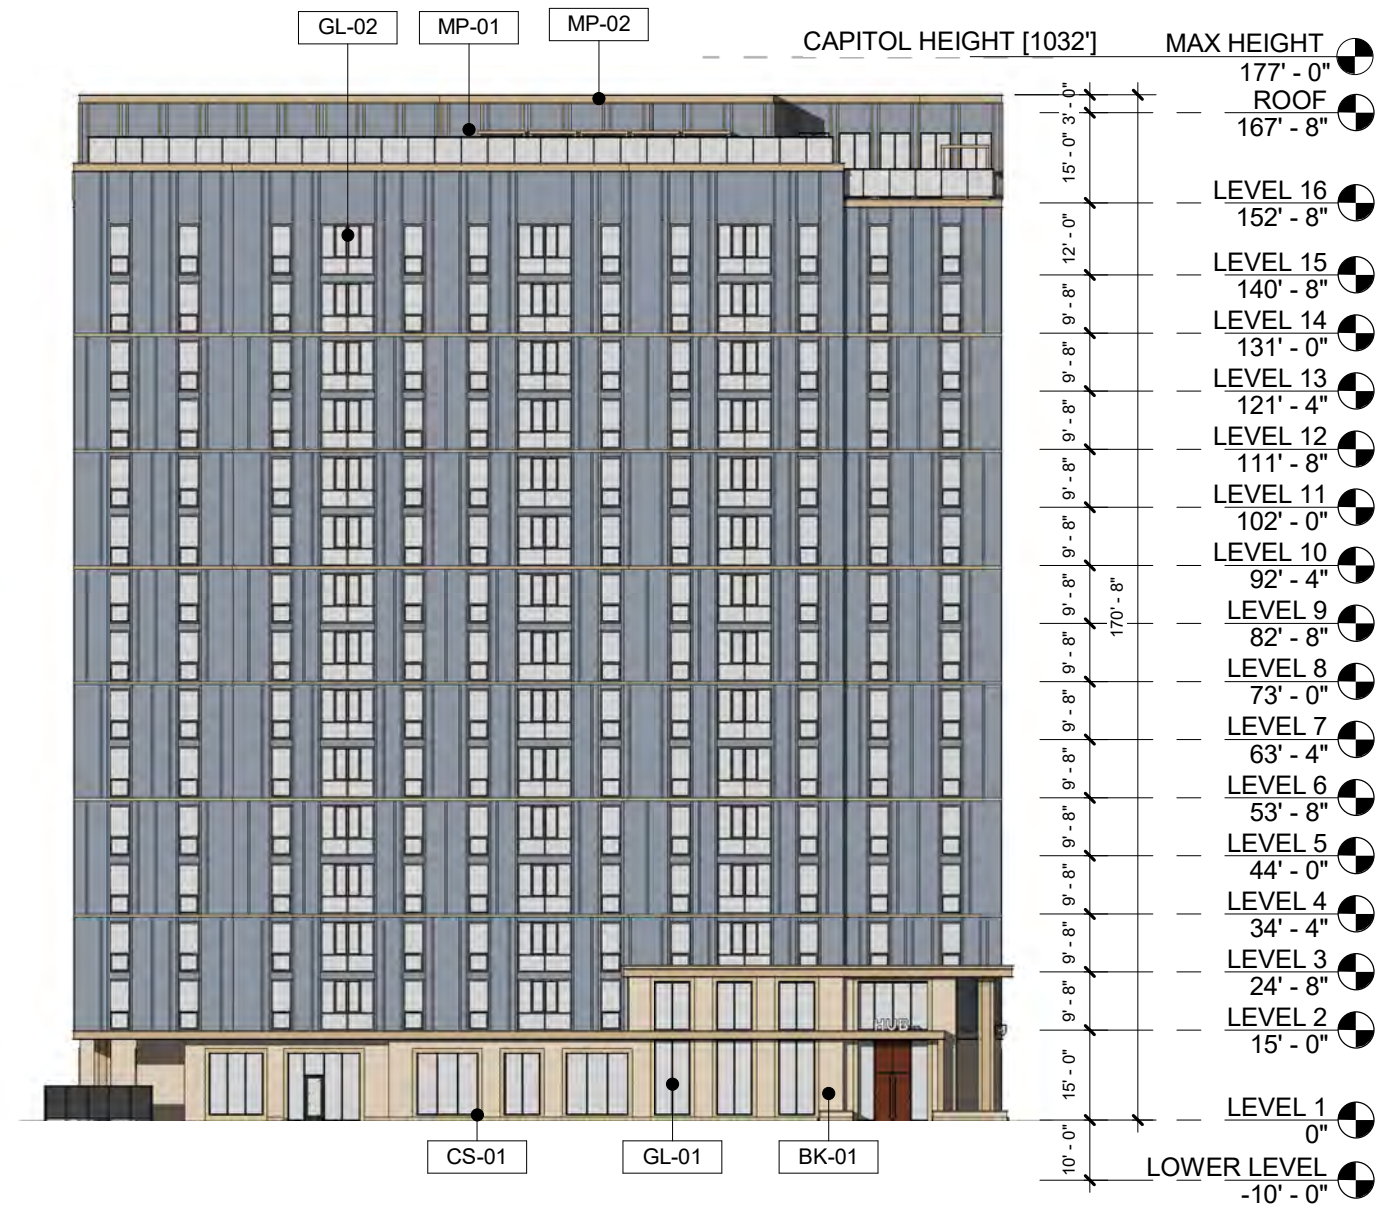 GL-02
MP-01
MP-02
CAPITOL HEIGHT [1032']
MAX HEIGHT
177' - 0"
ROOF
167' - 8"
LEVEL 16
152' - 8"
LEVEL 15
140' - 8"
LEVEL 14
131' - 0"
LEVEL 13
121' - 4"
LEVEL 12
111' - 8"
LEVEL 11
102' - 0"
LEVEL 10
92' - 4"
LEVEL 9
82' - 8"
LEVEL 8
73' - 0"
LEVEL 7
63' - 4"
LEVEL 6
53' - 8"
LEVEL 5
44' - 0"
LEVEL 4
34' - 4"
LEVEL 3
24' - 8"
LEVEL 2
15' - 0"
LEVEL 1
0"
LOWER LEVEL
-10' - 0"
3' - 0"
15' - 0"
12' - 0"
9' - 8"
9' - 8"
9' - 8"
9' - 8"
9' - 8"
9' - 8"
9' - 8"
9' - 8"
9' - 8"
9' - 8"
9' - 8"
9' - 8"
9' - 8"
15' - 0"
10' - 0"
170' - 8"
HUB
CS-01
GL-01
BK-01